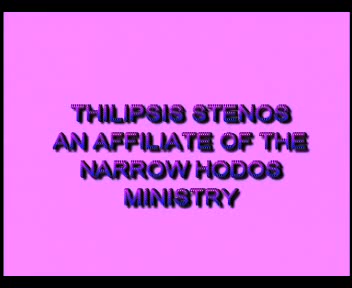 THILIPSIS STENOS
AN AFFILIATE OF THE
NARROW HODOS
MINISTRY